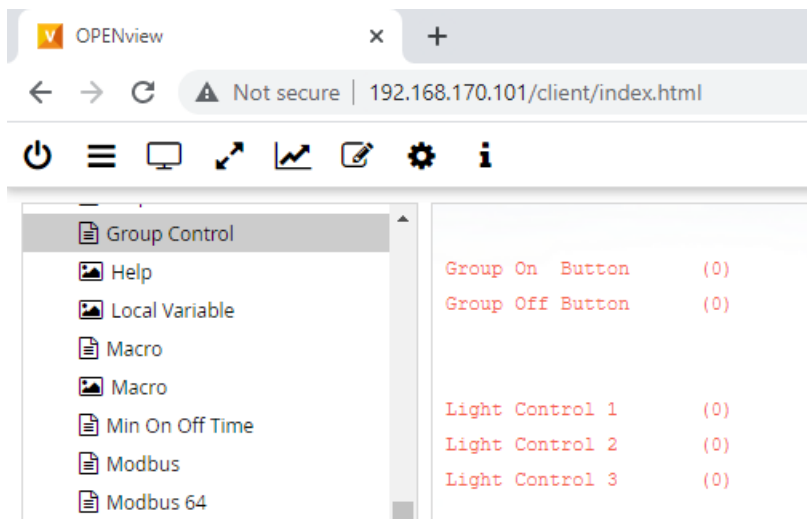 OPENview
Not secure | 192.168.170.101/client/index.html
Group Control
Help
Local Variable
Macro
Macro
Min On Off Time
Modbus
Modbus 64
Group On  Button (0)
Group Off Button (0)
Light Control 1 (0)
Light Control 2 (0)
Light Control 3 (0)